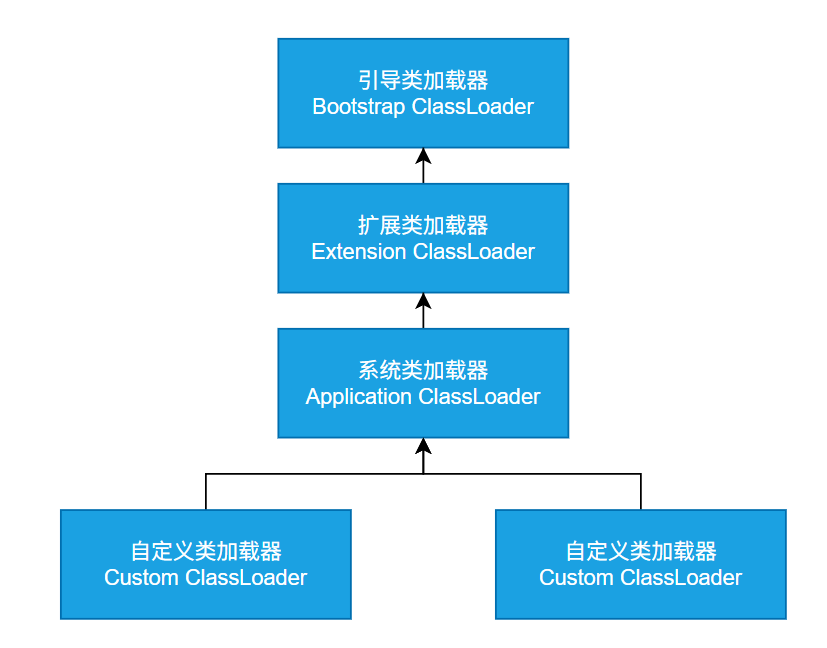 引导类加载器
Bootstrap ClassLoader
扩展类加载器
Extension ClassLoader
系统类加载器
Application ClassLoader
自定义类加载器
Custom ClassLoader
自定义类加载器
Custom ClassLoader